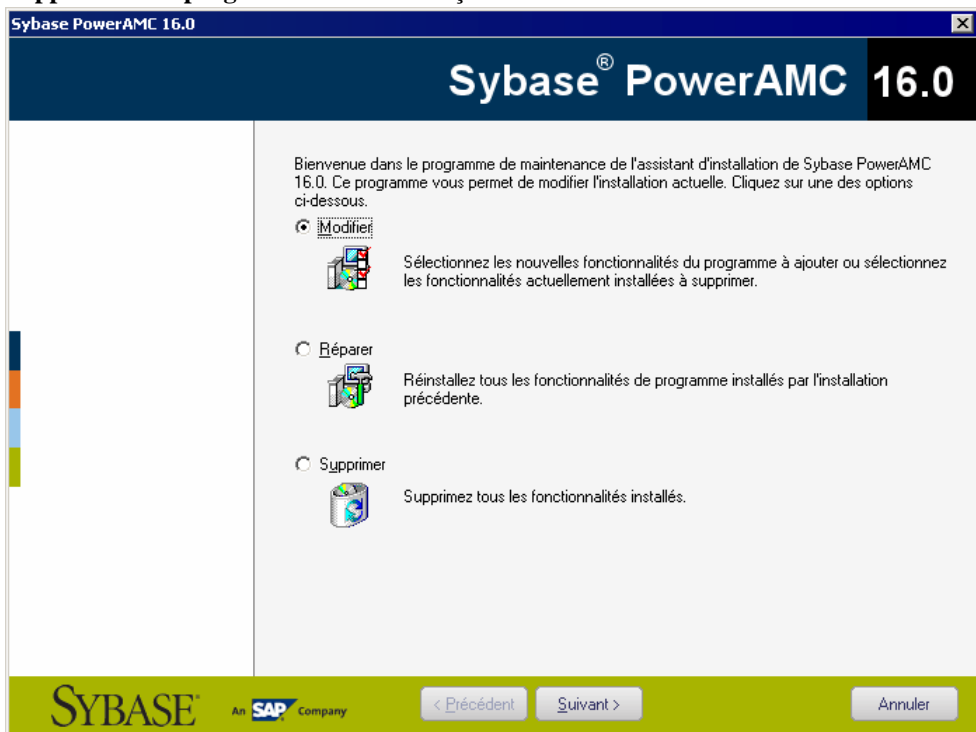 Sybase PowerAMC 16.0
Sybase® PowerAMC 16.0
Bienvenue dans le programme de maintenance de l'assistant d'installation de Sybase PowerAMC
16.0. Ce programme vous permet de modifier l'installation actuelle. Cliquez sur une des options
ci-dessous.
Modifier
Sélectionnez les nouvelles fonctionnalités du programme à ajouter ou sélectionnez
les fonctionnalités actuellement installées à supprimer.
Réparer
Réinstallez tous les fonctionnalités de programme installés par l'installation
précédente.
Supprimer
Supprimez tous les fonctionnalités installés.
SYBASE An SAP Company
< Précédent
Suivant >
Annuler